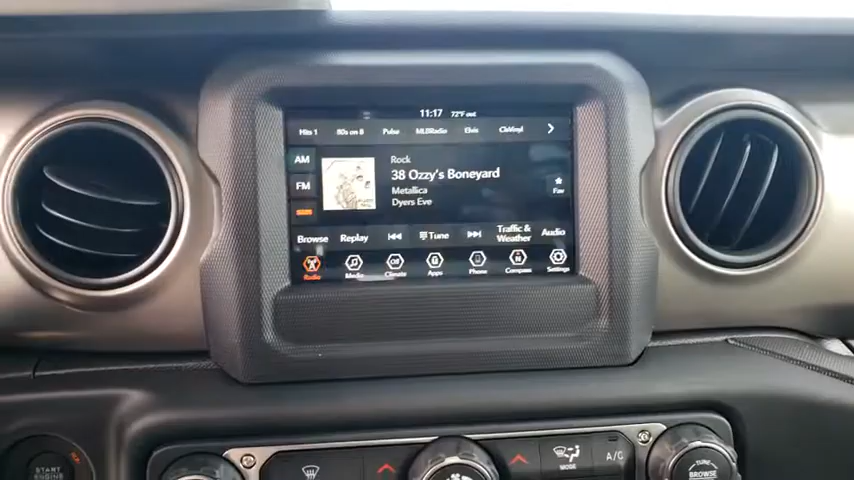 11:17 72°F out
Hits 1 80s on 8 Pulse MLBRadio Elvis ClsVinyl
AM
FM
Rock
38 Ozzy's Boneyard
Metallica
Dyers Eve
Fav
Browse Replay Tune Traffic & Weather Audio
Radio Media Climate Apps Phone Compass Settings
MODE A/C
START
ENGINE
TUNE
BROWSE